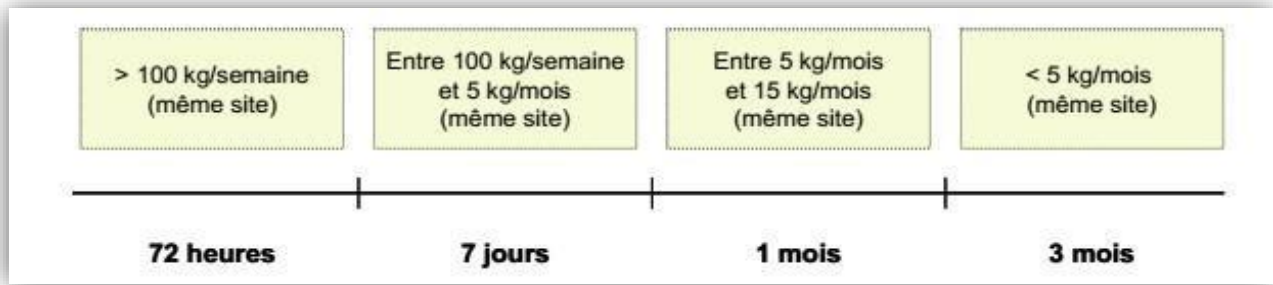 > 100 kg/semaine
(même site)
Entre 100 kg/semaine
et 5 kg/mois
(même site)
Entre 5 kg/mois
et 15 kg/mois
(même site)
< 5 kg/mois
(même site)
72 heures
7 jours
1 mois
3 mois